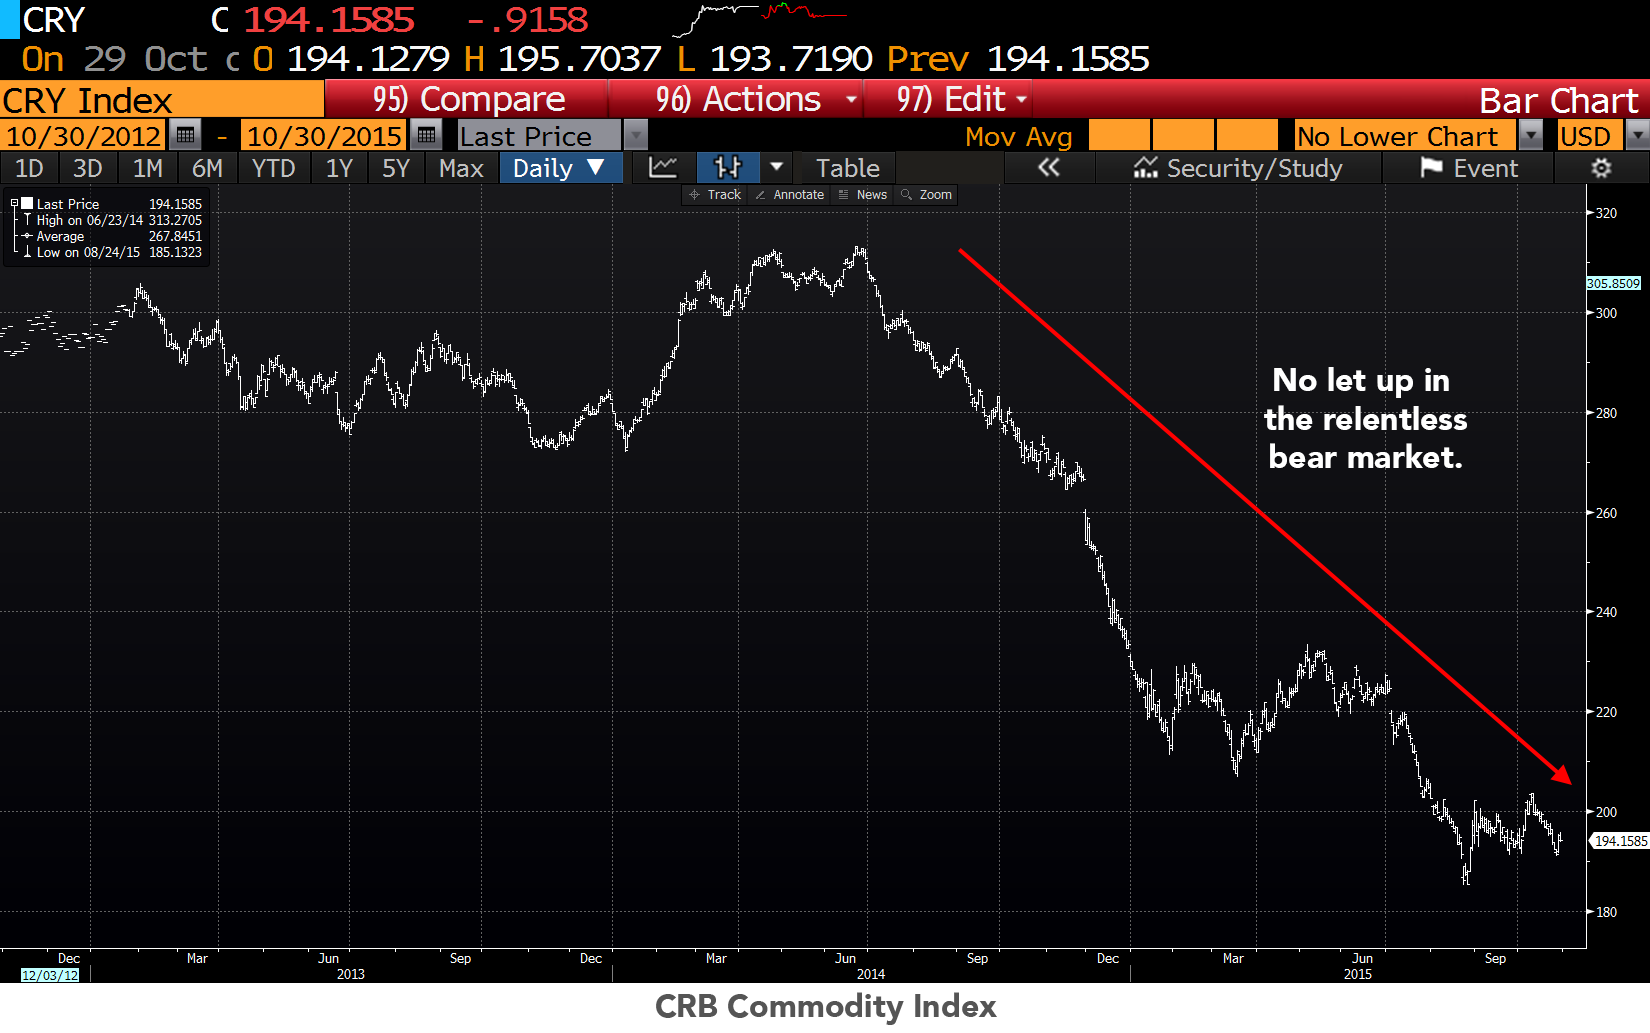 CRY C 194.1585 -.9158
On 29 Oct d O 194.1279 H 195.7037 L 193.7190 Prev 194.1585
CRY Index 95) Compare 96) Actions 97) Edit Bar Chart
10/30/2012 - 10/30/2015 Last Price Mov Avg No Lower Chart USD
1D 3D 1M 6M YTD 1Y 5Y Max Daily ▼ Table « Security/Study Event
Track Annotate News Zoom
Last Price 194.1585
High on 06/23/14 313.2705
Average 267.8451
Low on 08/24/15 185.1323
320
305.8509
300
No let up in
the relentless
bear market.
280
260
240
220
200
194.1585
180
Dec Mar Jun Sep Dec Mar Jun Sep Dec Mar Jun Sep
12/03/12 2013 2014 2015
CRB Commodity Index